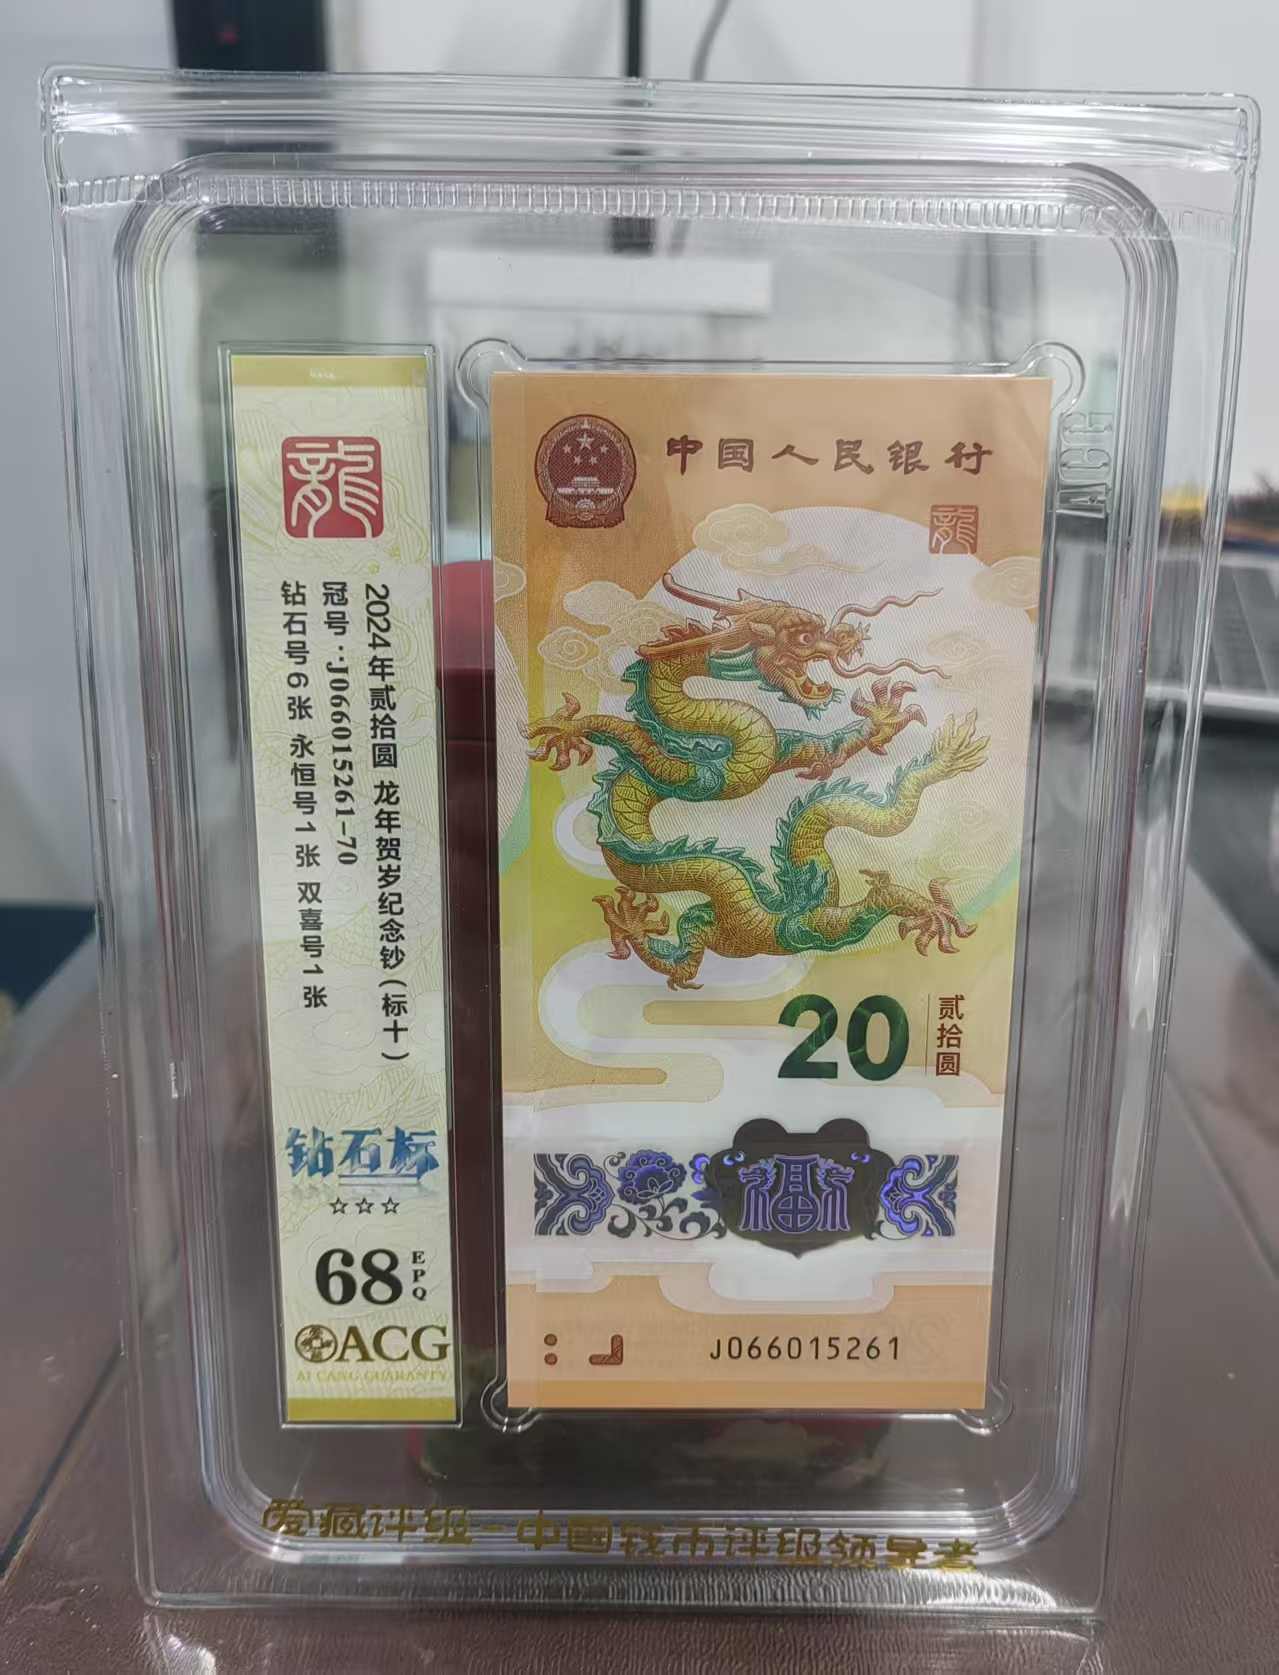 龍
2024年贰拾圆 龙年贺岁纪念钞(标十)
冠号:J066015261-70
钻石号6张 永恒号1张 双喜号1张
钻石标
☆☆☆
68 EPQ
ACG
AI CANG GUARANTY
中国人民银行
龍
20 贰拾圆
福
J066015261
ACG
爱藏评级-中国钱币评级领导者